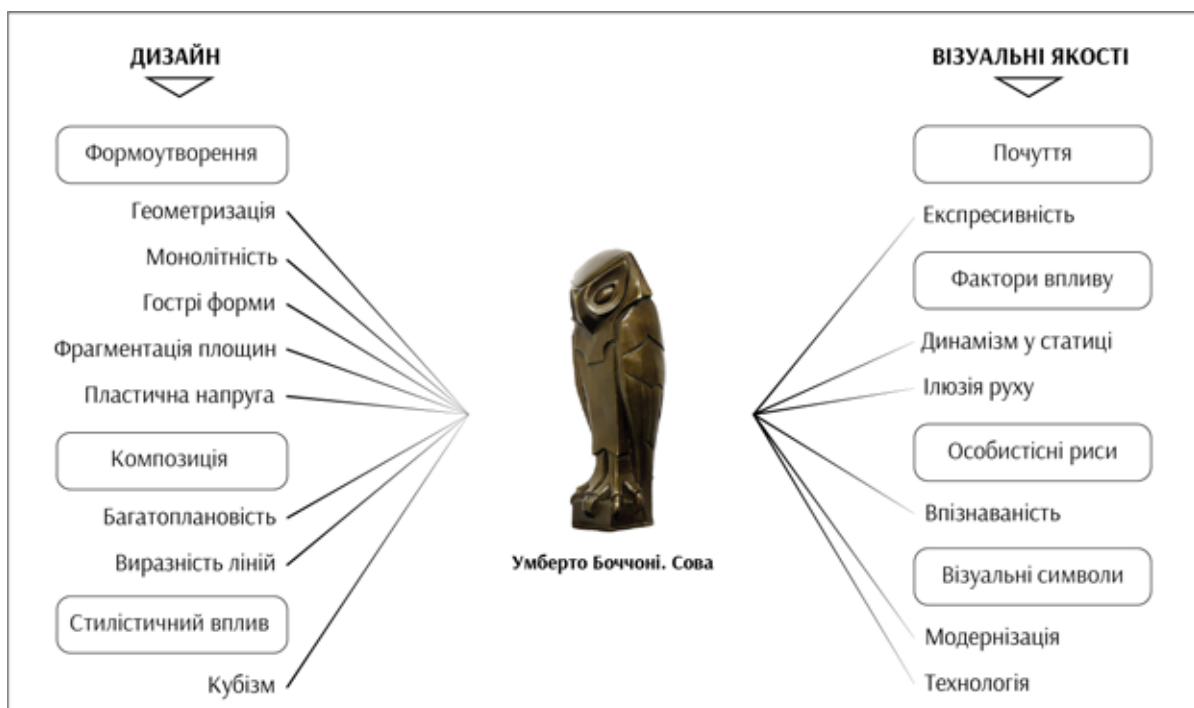 ДИЗАЙН
Формоутворення
Геометризація
Монолітність
Гострі форми
Фрагментація площин
Пластична напруга
Композиція
Багатоплановість
Виразність ліній
Стилістичний вплив
Кубізм
Умберто Боччоні. Сова
ВІЗУАЛЬНІ ЯКОСТІ
Почуття
Експресивність
Фактори впливу
Динамізм у статиці
Ілюзія руху
Особистісні риси
Впізнаваність
Візуальні символи
Модернізація
Технологія